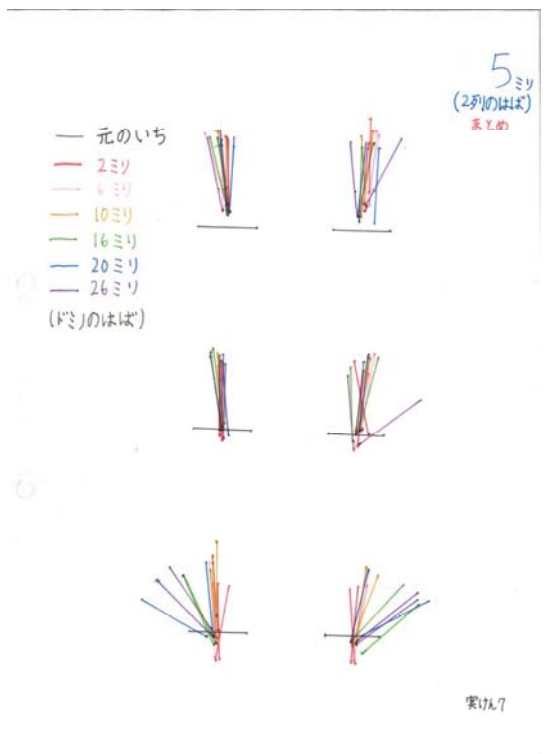 5ミリ
(2列のはば)
まとめ
元のいち
2ミリ
6ミリ
10ミリ
16ミリ
20ミリ
26ミリ
(ドミノのはば)
実けん7